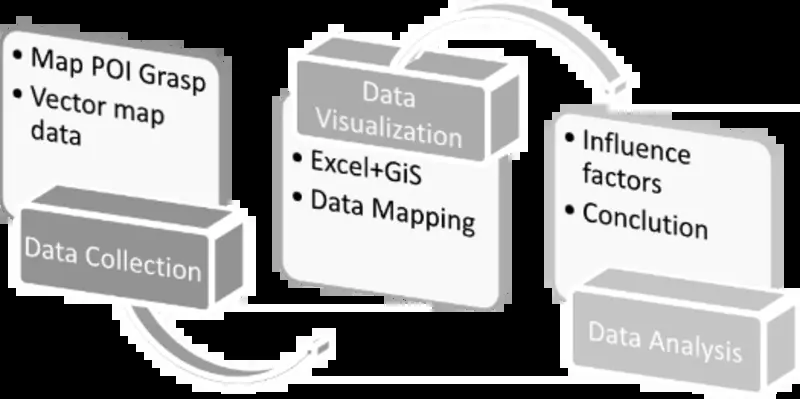 • Map POI Grasp
• Vector map
data
Data Collection
Data
Visualization
• Excel+GiS
• Data Mapping
• Influence
factors
• Conclution
Data Analysis